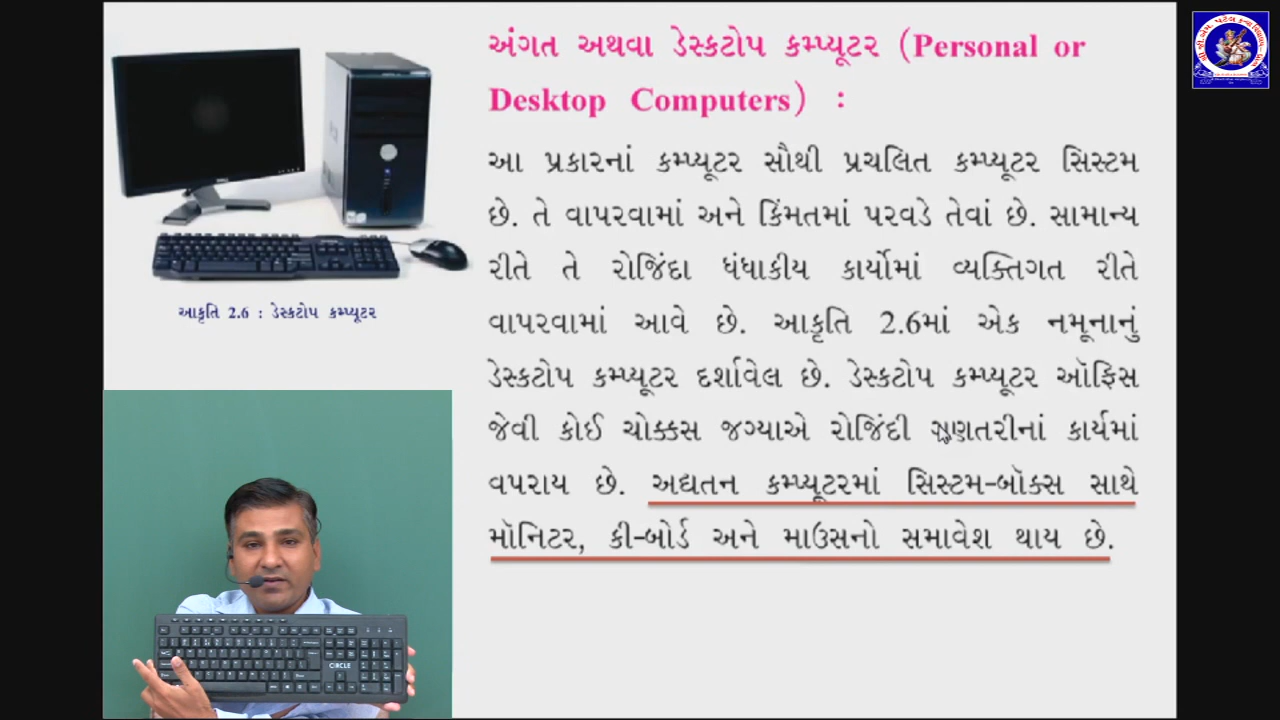 અંગત અથવા ડેસ્કટોપ કમ્પ્યૂટર (Personal or
Desktop Computers) :
આ પ્રકારનાં કમ્પ્યૂટર સૌથી પ્રચલિત કમ્પ્યૂટર સિસ્ટમ
છે. તે વાપરવામાં અને કિંમતમાં પરવડે તેવાં છે. સામાન્ય
રીતે તે રોજિંદા ધંધાકીય કાર્યોમાં વ્યક્તિગત રીતે
વાપરવામાં આવે છે. આકૃતિ 2.6માં એક નમૂનાનું
ડેસ્કટોપ કમ્પ્યૂટર દર્શાવેલ છે. ડેસ્કટોપ કમ્પ્યૂટર ઑફિસ
જેવી કોઈ ચોક્કસ જગ્યાએ રોજિંદી ગણતરીનાં કાર્યમાં
વપરાય છે. અદ્યતન કમ્પ્યૂટરમાં સિસ્ટમ-બૉક્સ સાથે
મૉનિટર, કી-બોર્ડ અને માઉસનો સમાવેશ થાય છે.
આકૃતિ 2.6 : ડેસ્કટોપ કમ્પ્યૂટર
CIRCLE